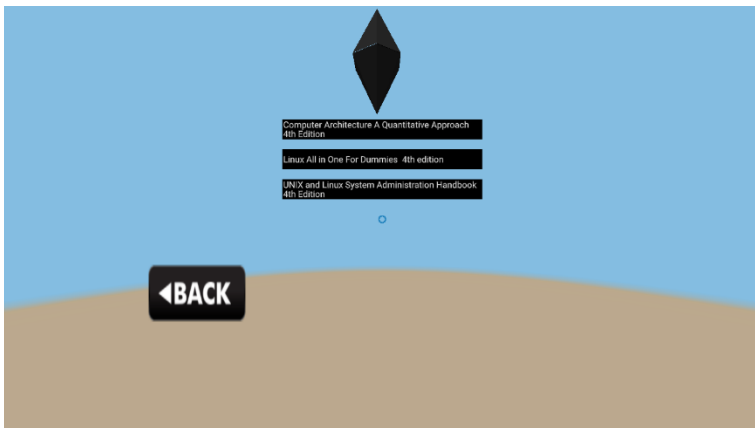 Computer Architecture A Quantitative Approach
4th Edition
Linux All in One For Dummies 4th edition
UNIX and Linux System Administration Handbook
4th Edition
BACK